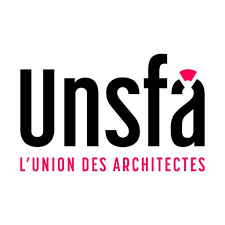 Unsfa
L'UNION DES ARCHITECTES